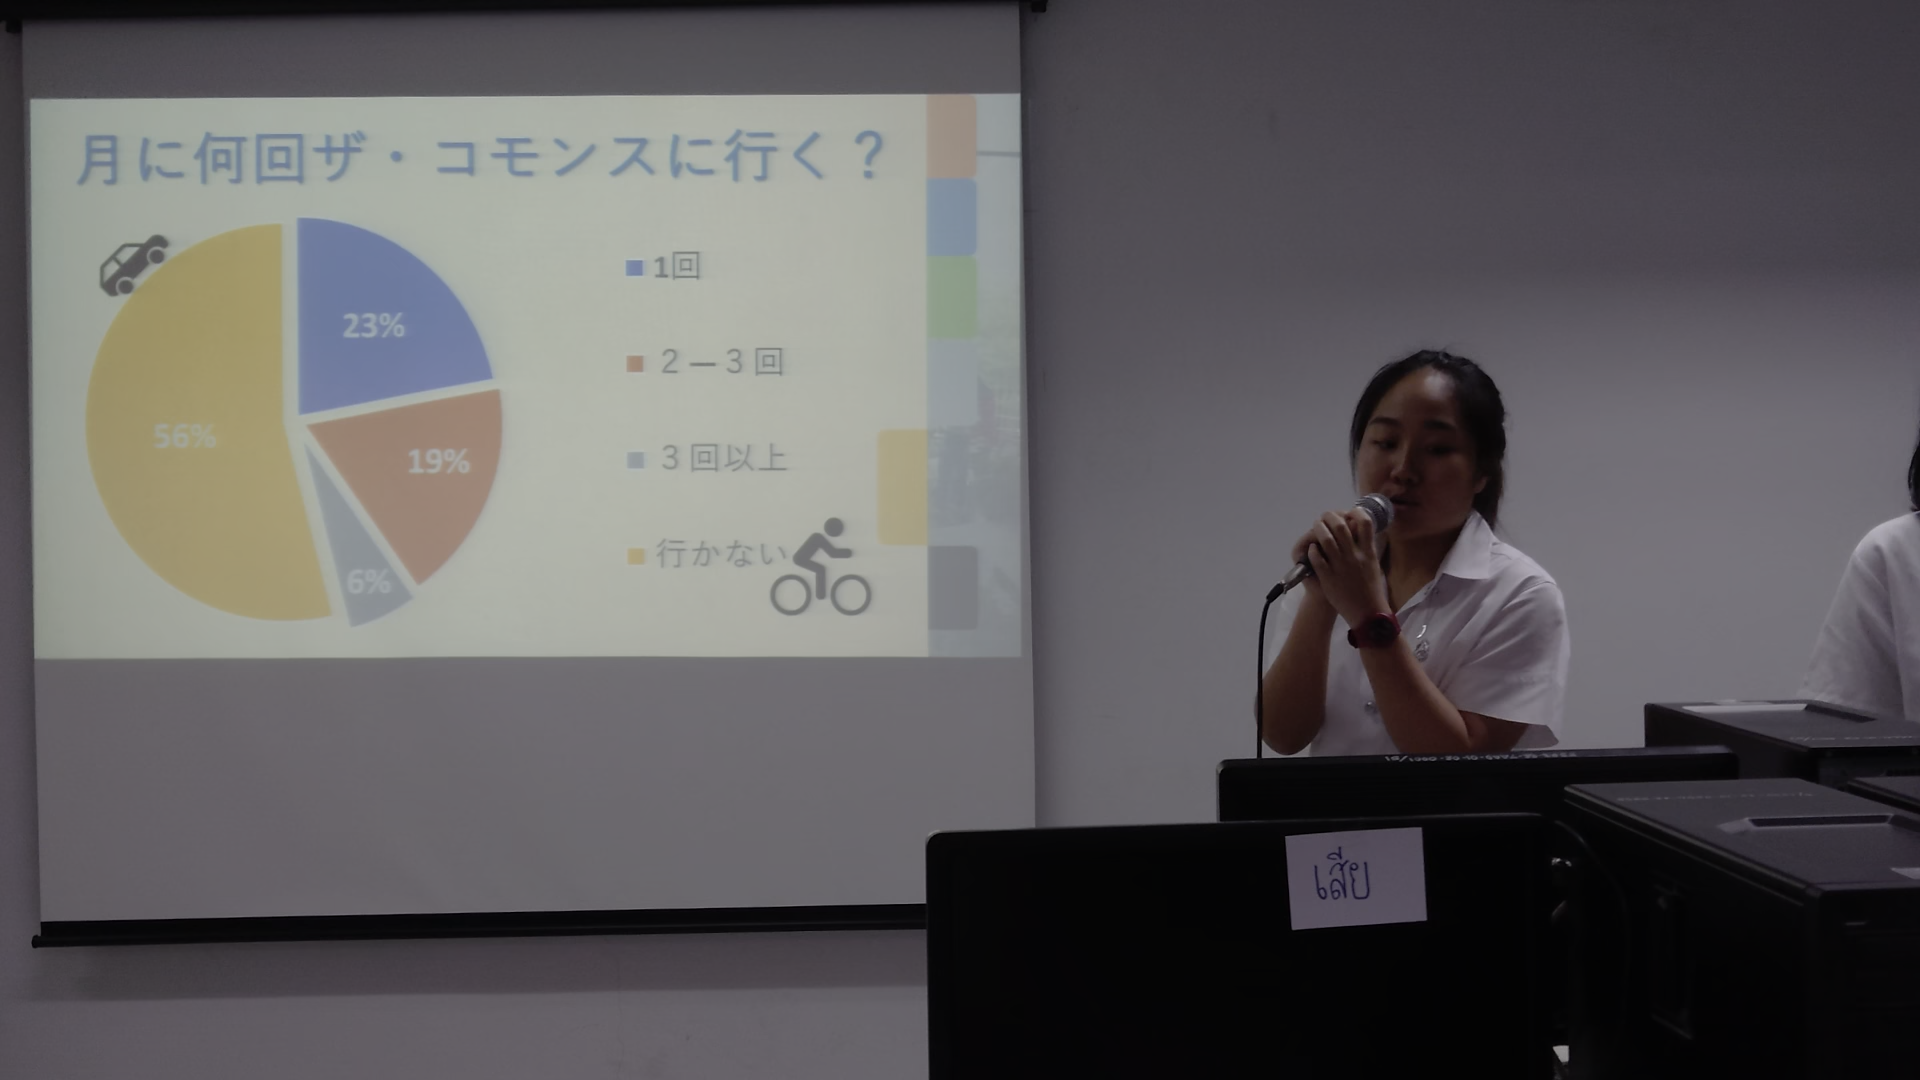 月に何回ザ・コモンスに行く？
23%
19%
6%
56%
1回
２―３回
３回以上
行かない
เสีย